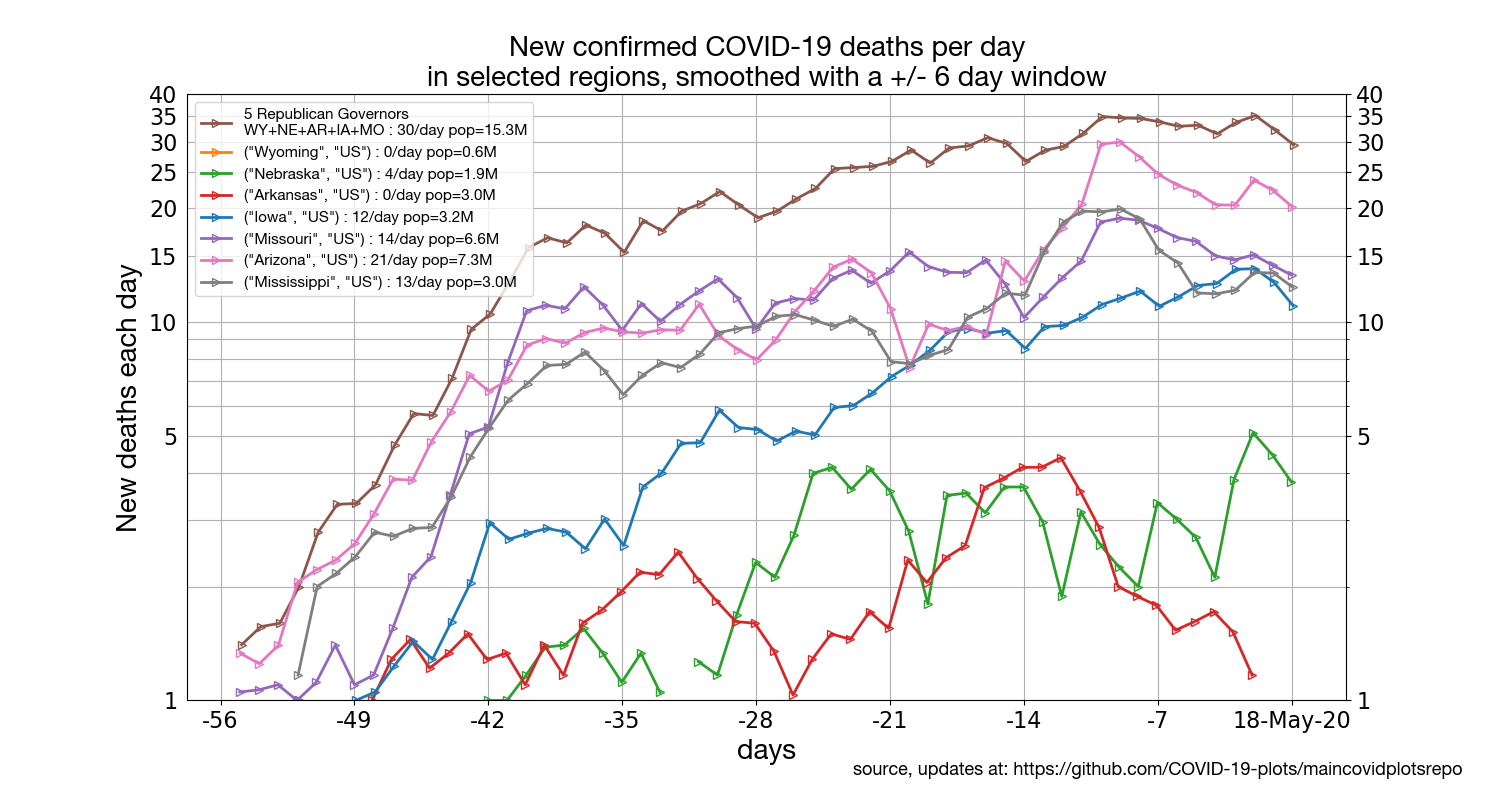 New confirmed COVID-19 deaths per day
in selected regions, smoothed with a +/- 6 day window
40
35
30
25
20
15
10
5
1
New deaths each day
5 Republican Governors
WY+NE+AR+IA+MO : 30/day pop=15.3M
("Wyoming", "US") : 0/day pop=0.6M
("Nebraska", "US") : 4/day pop=1.9M
("Arkansas", "US") : 0/day pop=3.0M
("Iowa", "US") : 12/day pop=3.2M
("Missouri", "US") : 14/day pop=6.6M
("Arizona", "US") : 21/day pop=7.3M
("Mississippi", "US") : 13/day pop=3.0M
40
35
30
25
20
15
10
5
1
-56 -49 -42 -35 -28 -21 -14 -7 18-May-20
days
source, updates at: https://github.com/COVID-19-plots/maincovidplotsrepo